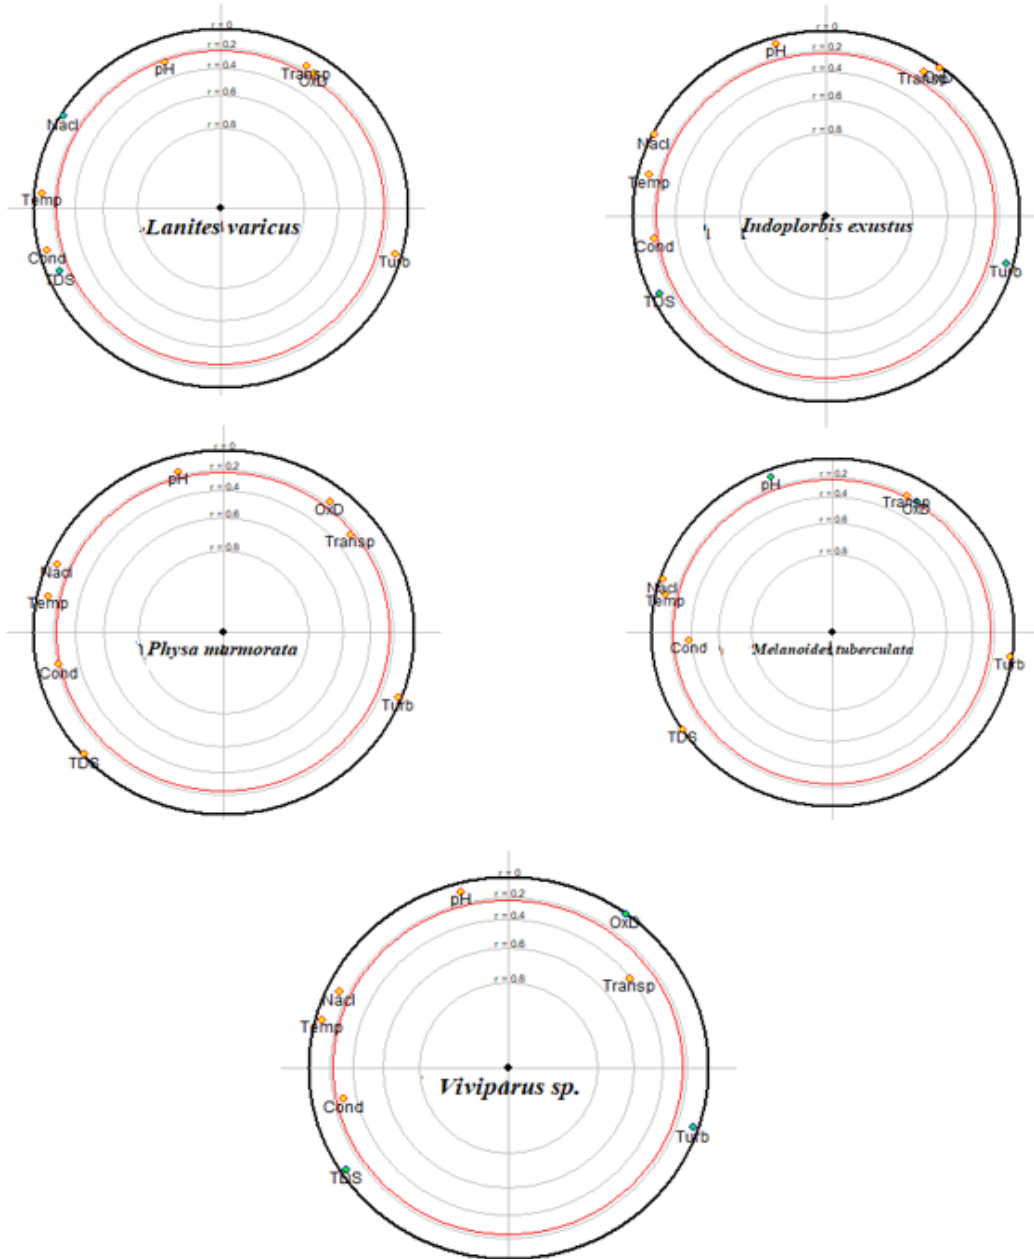 r = 0
r = 0.2
r = 0.4
r = 0.6
r = 0.8
pH
Transp
OxD
Nacl
Temp
Lanites varicus
Cond
TDS
Turb
r = 0
r = 0.2
r = 0.4
r = 0.6
r = 0.8
pH
Transp
OxD
Nacl
Temp
Indoplorbis exustus
Cond
Turb
TDS
r = 0
r = 0.2
r = 0.4
r = 0.6
r = 0.8
pH
OxD
Transp
Nacl
Temp
Physa marmorata
Cond
Turb
TDS
r = 0.2
r = 0.4
r = 0.6
r = 0.8
pH
Transp
OxD
Nacl
Temp
Cond
Melanoides tuberculata
Turb
TDS
r = 0
r = 0.2
r = 0.4
r = 0.6
r = 0.8
pH
OxD
Transp
Nacl
Temp
Viviparus sp.
Cond
Turb
TDS